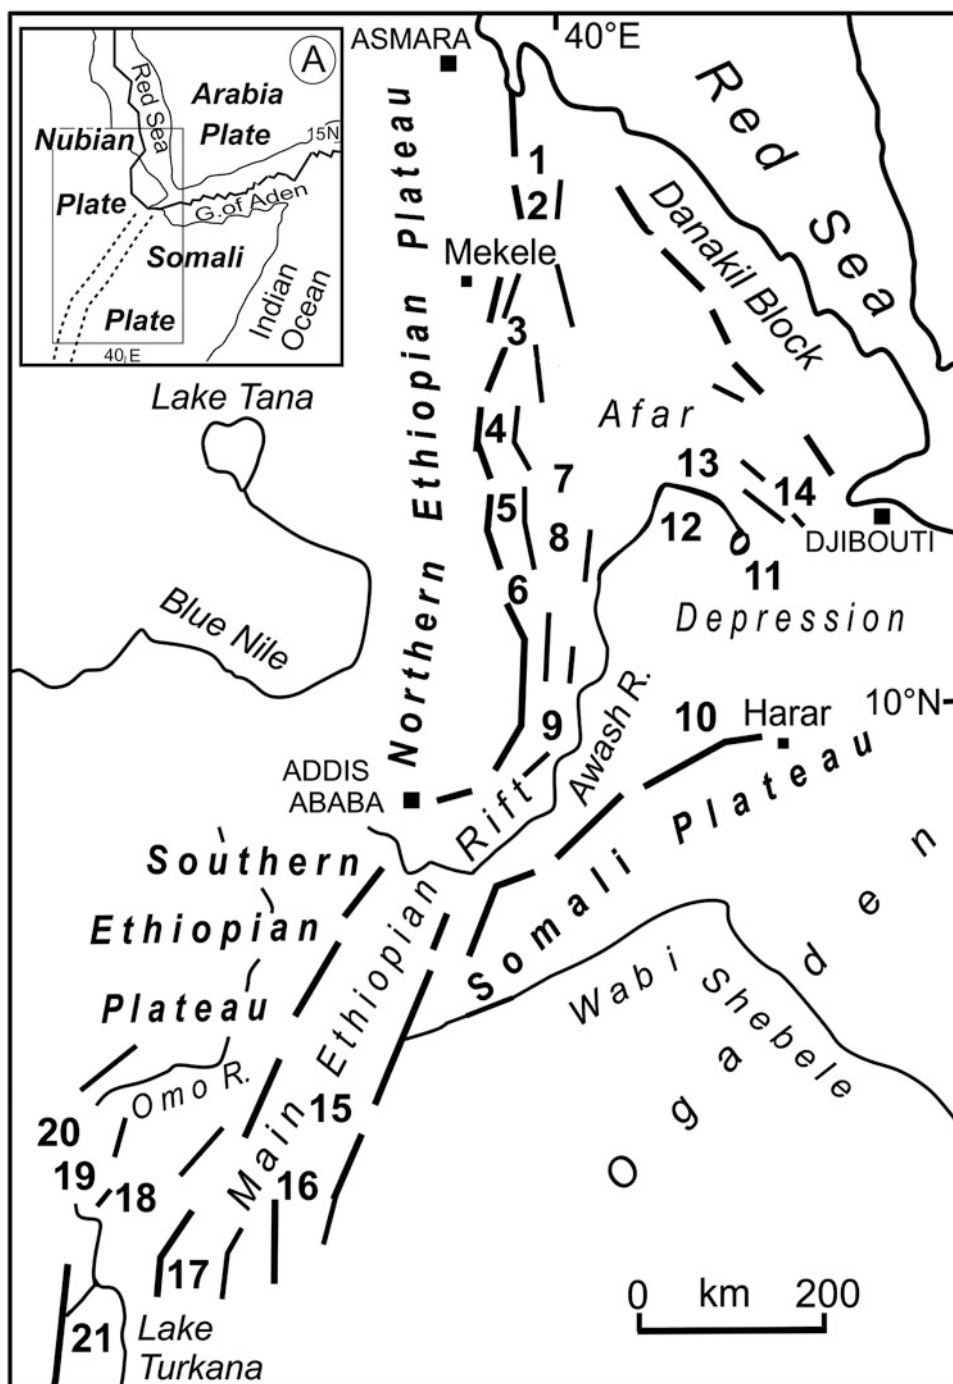 ASMARA
40°E
A
Red Sea
Arabia
Plate
15N
Nubian
Plate
G.of Aden
Somali
Plate
Indian
Ocean
40 E
Red Sea
Northern Ethiopian Plateau
1
2
Danakil Block
Mekele
3
Lake Tana
Afar
4
13
7
14
5
12
8
DJIBOUTI
11
6
Blue Nile
Depression
10°N
10
Harar
9
Awash R.
ADDIS
ABABA
Rift
Somali Plateau
Southern
Ethiopian
Plateau
Main Ethiopian
Wabi Shebele
Ogaden
Omo R.
15
20
19
18
16
17
21
Lake
Turkana
0 km 200